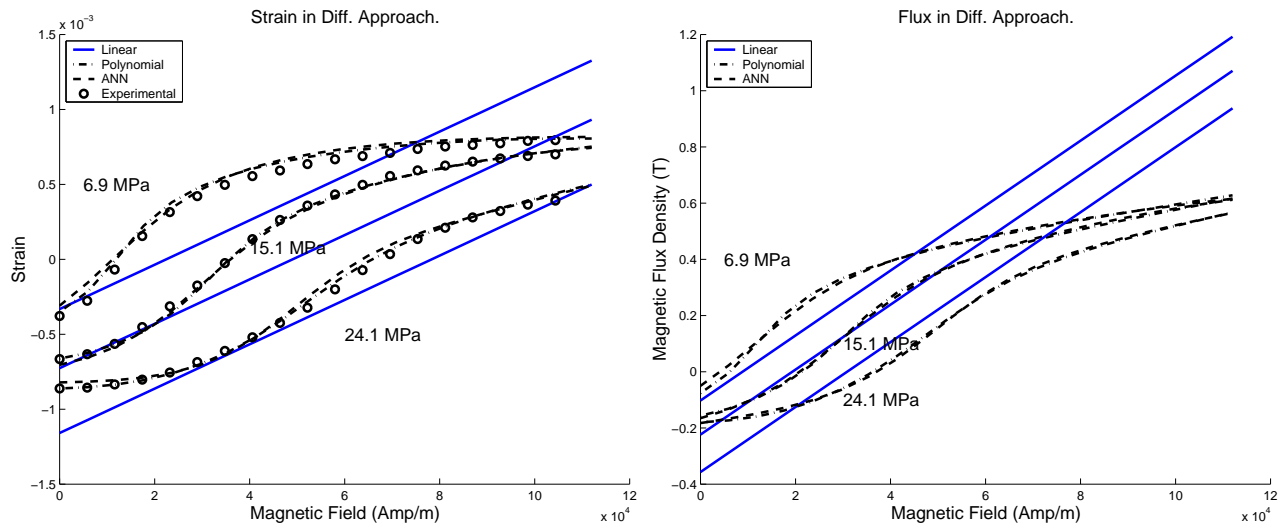 Strain in Diff. Approach.
x 10⁻³
1.5
1
0.5
0
−0.5
−1
−1.5
Strain
Linear
Polynomial
ANN
Experimental
6.9 MPa
15.1 MPa
24.1 MPa
0
2
4
6
8
10
12
x 10⁴
Magnetic Field (Amp/m)
Flux in Diff. Approach.
1.2
1
0.8
0.6
0.4
0.2
0
−0.2
−0.4
Magnetic Flux Density (T)
Linear
Polynomial
ANN
6.9 MPa
15.1 MPa
24.1 MPa
0
2
4
6
8
10
12
x 10⁴
Magnetic Field (Amp/m)